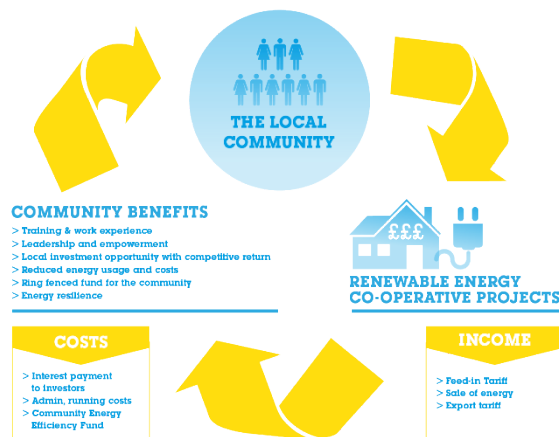 THE LOCAL
COMMUNITY
COMMUNITY BENEFITS
> Training & work experience
> Leadership and empowerment
> Local investment opportunity with competitive return
> Reduced energy usage and costs
> Ring fenced fund for the community
> Energy resilience
£££
RENEWABLE ENERGY
CO-OPERATIVE PROJECTS
COSTS
> Interest payment
to investors
> Admin, running costs
> Community Energy
Efficiency Fund
INCOME
> Feed-in Tariff
> Sale of energy
> Export tariff